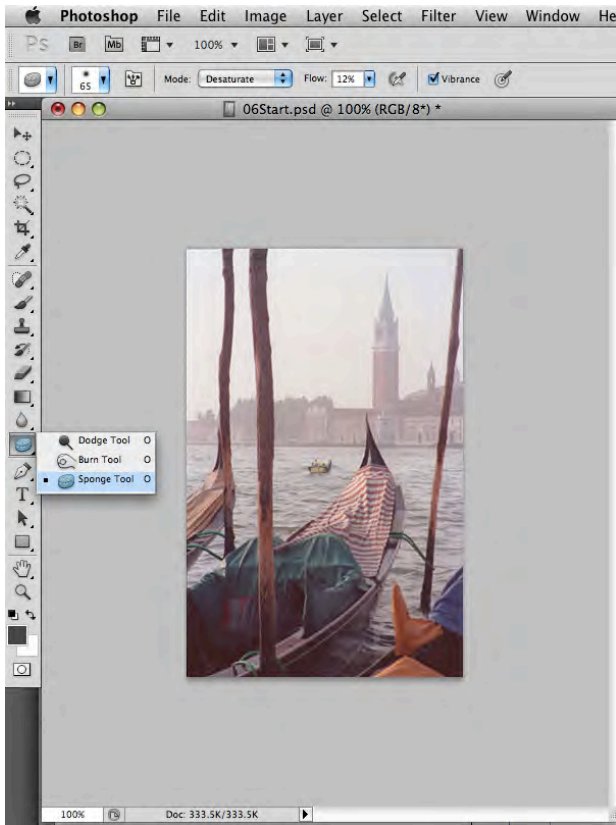 Photoshop File Edit Image Layer Select Filter View Window He
Ps Br Mb 100%
65 Mode: Desaturate Flow: 12% Vibrance
06Start.psd @ 100% (RGB/8*) *
Dodge Tool O
Burn Tool O
Sponge Tool O
T
100% Doc: 333.5K/333.5K